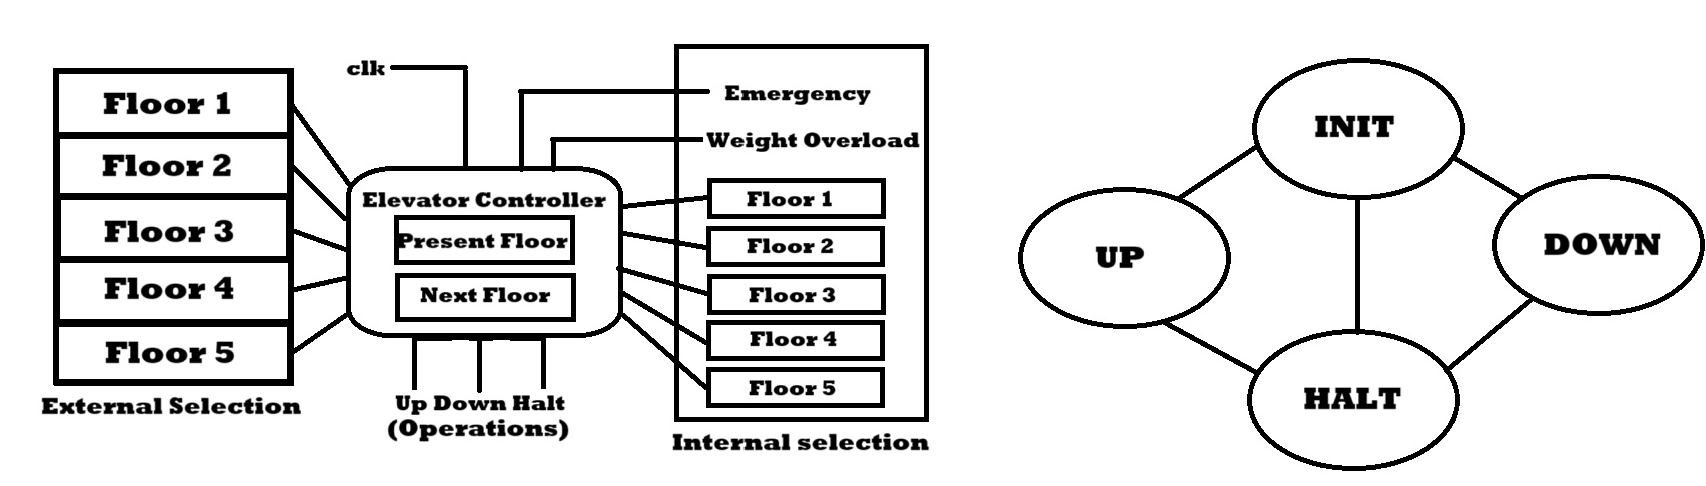 Floor 1
Floor 2
Floor 3
Floor 4
Floor 5
External Selection
clk
Elevator Controller
Present Floor
Next Floor
Up Down Halt
(Operations)
Emergency
Weight Overload
Floor 1
Floor 2
Floor 3
Floor 4
Floor 5
Internal selection
INIT
UP
DOWN
HALT